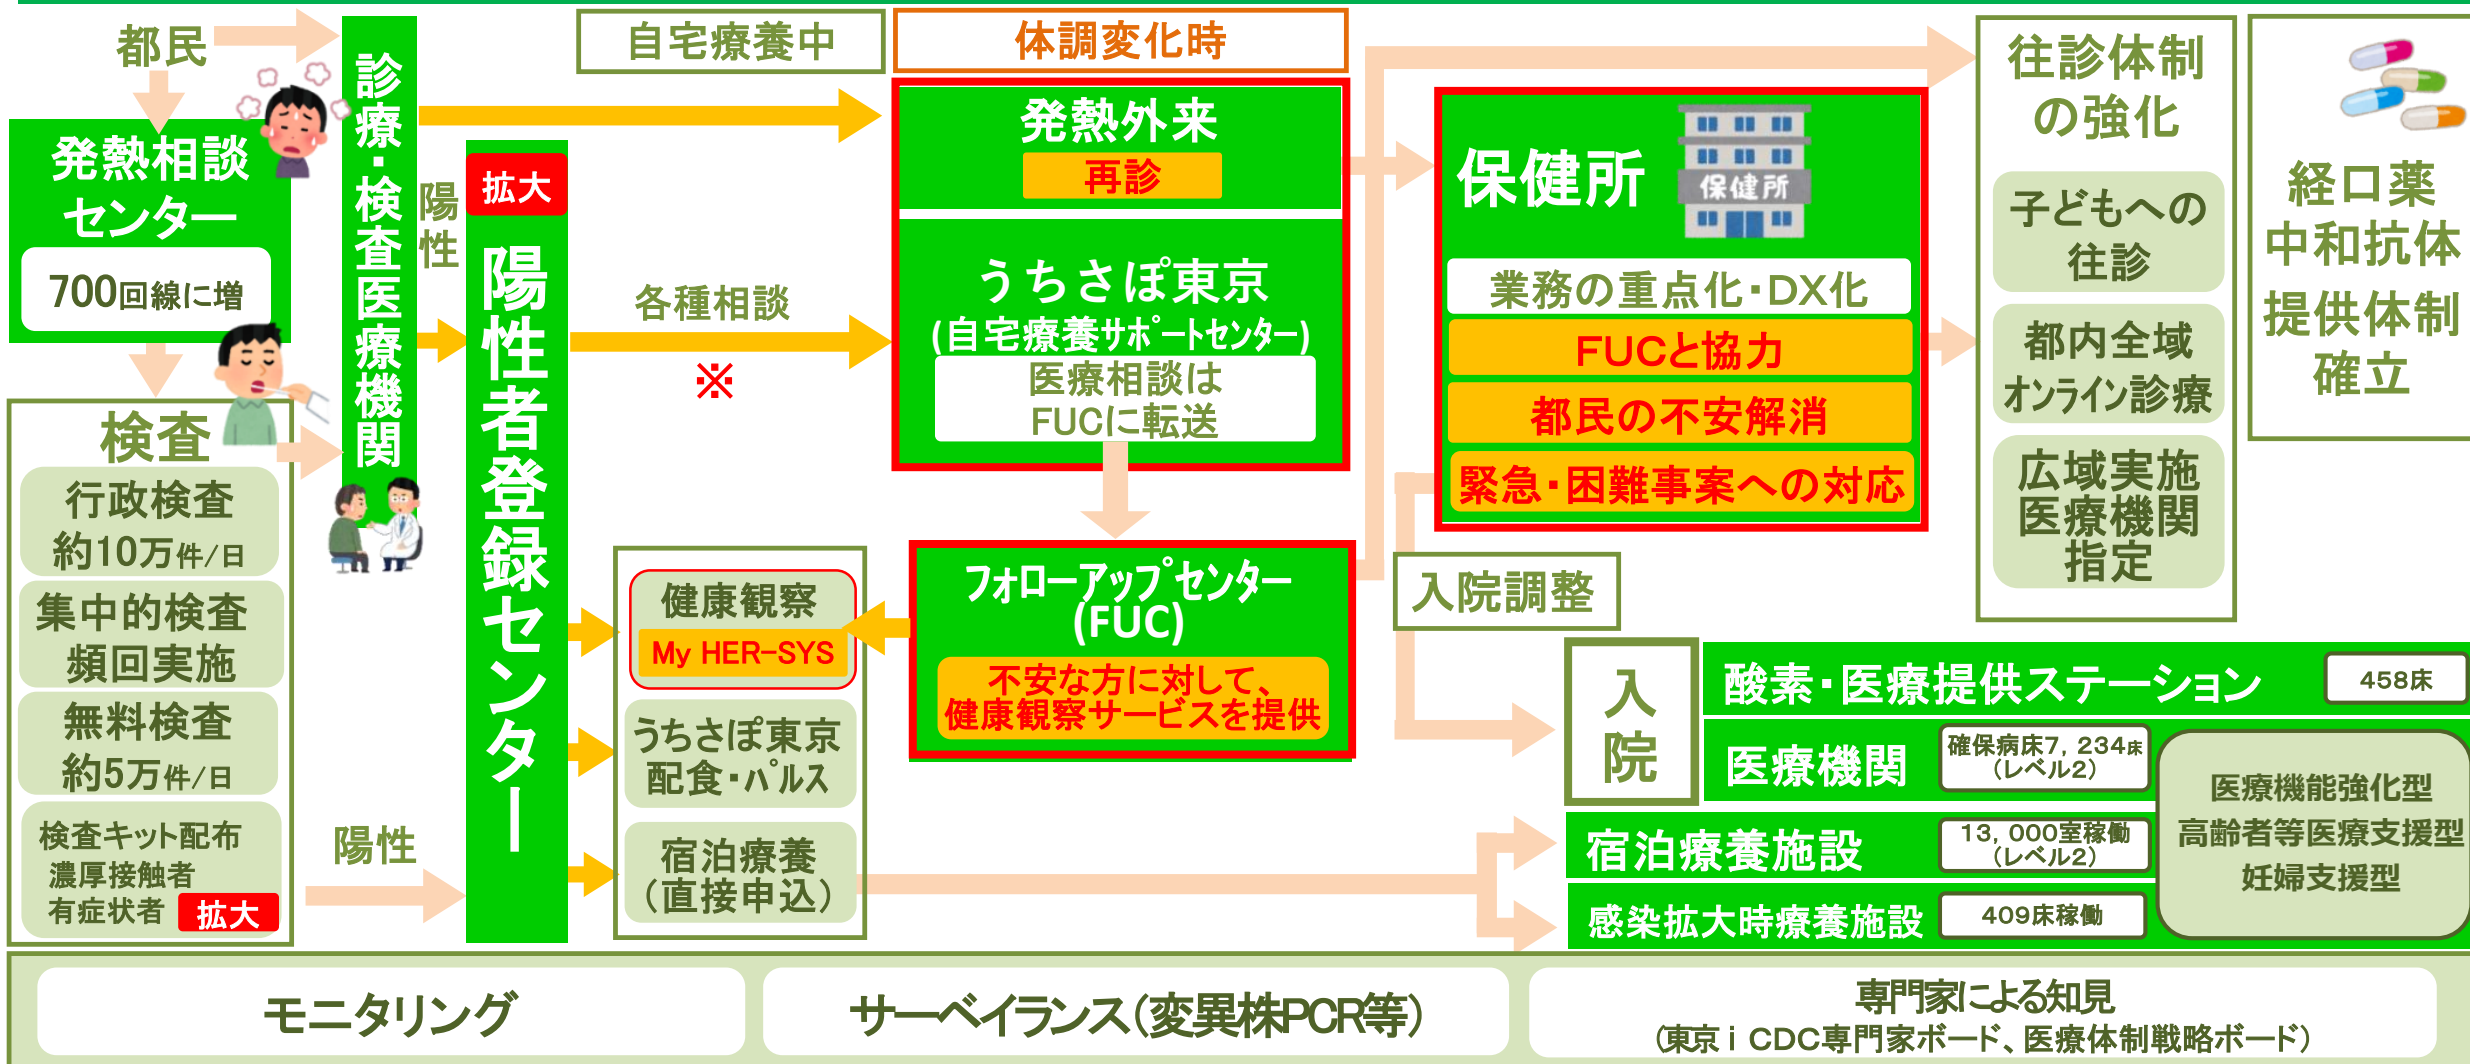 都民
発熱相談
センター
700回線に増
検査
行政検査
約10万件/日
集中的検査
頻回実施
無料検査
約5万件/日
検査キット配布
濃厚接触者
有症状者 拡大
診療・検査医療機関
陽性
陽性
拡大
陽性者登録センター
自宅療養中
各種相談
※
健康観察
My HER-SYS
うちさぽ東京
配食・パルス
宿泊療養
(直接申込)
体調変化時
発熱外来
再診
うちさぽ東京
(自宅療養サポートセンター)
医療相談は
FUCに転送
フォローアップセンター
(FUC)
不安な方に対して、
健康観察サービスを提供
保健所
保健所
業務の重点化・DX化
FUCと協力
都民の不安解消
緊急・困難事案への対応
入院調整
往診体制
の強化
子どもへの
往診
都内全域
オンライン診療
広域実施
医療機関
指定
経口薬
中和抗体
提供体制
確立
入院
酸素・医療提供ステーション 458床
医療機関 確保病床7,234床
(レベル2)
宿泊療養施設 13,000室稼働
(レベル2)
感染拡大時療養施設 409床稼働
医療機能強化型
高齢者等医療支援型
妊婦支援型
モニタリング
サーベイランス(変異株PCR等)
専門家による知見
(東京iCDC専門家ボード、医療体制戦略ボード)